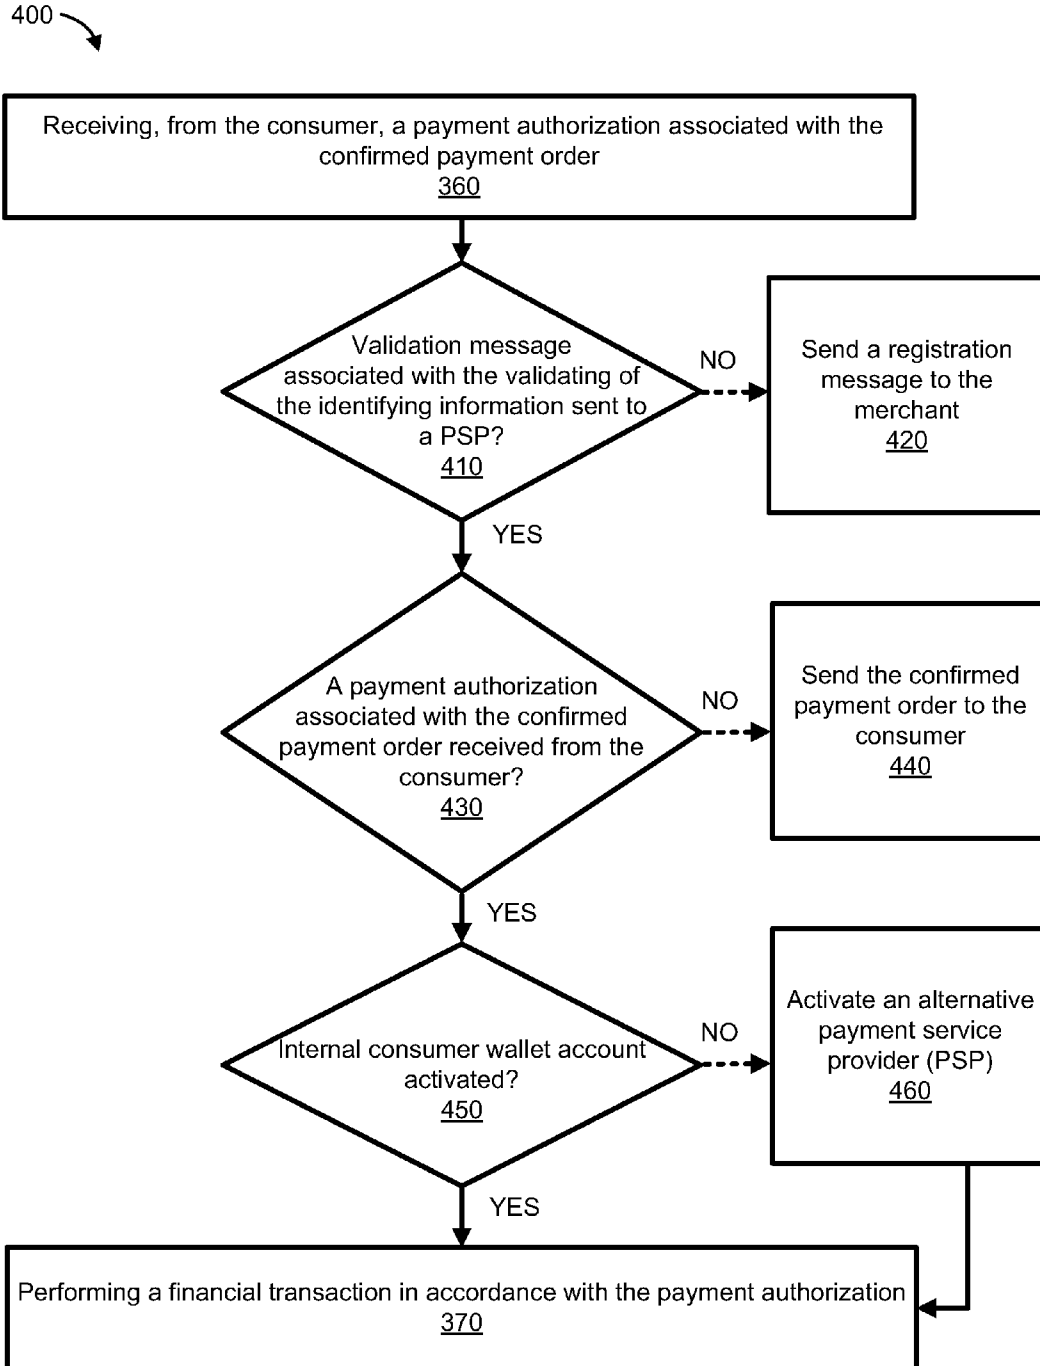 400
Receiving, from the consumer, a payment authorization associated with the
confirmed payment order
360
Validation message
associated with the validating of
the identifying information sent to
a PSP?
410
NO
Send a registration
message to the
merchant
420
YES
A payment authorization
associated with the confirmed
payment order received from the
consumer?
430
NO
Send the confirmed
payment order to the
consumer
440
YES
Internal consumer wallet account
activated?
450
NO
Activate an alternative
payment service
provider (PSP)
460
YES
Performing a financial transaction in accordance with the payment authorization
370